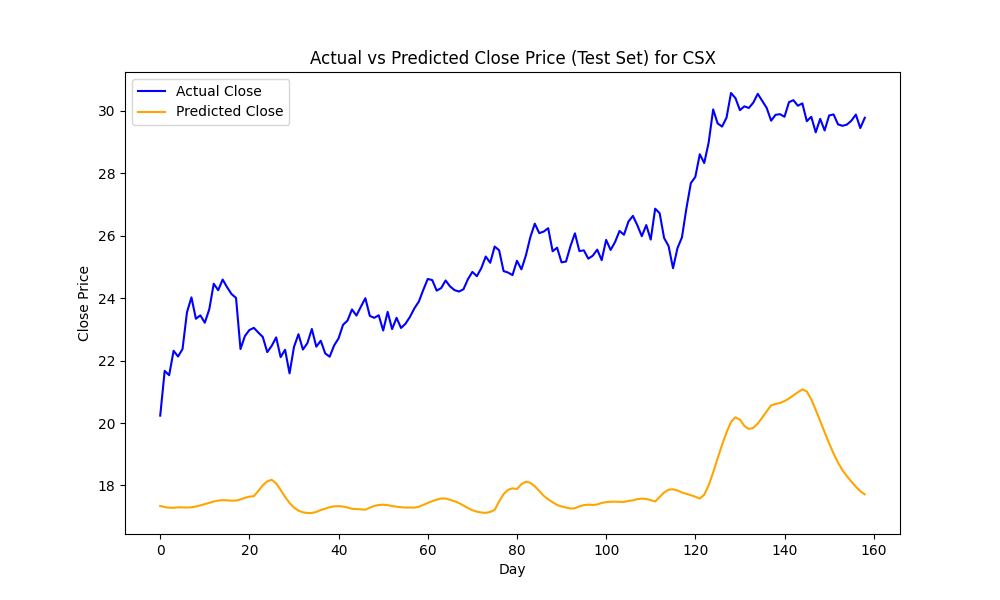 Actual vs Predicted Close Price (Test Set) for CSX
Actual Close
Predicted Close
Close Price
30
28
26
24
22
20
18
0 20 40 60 80 100 120 140 160
Day